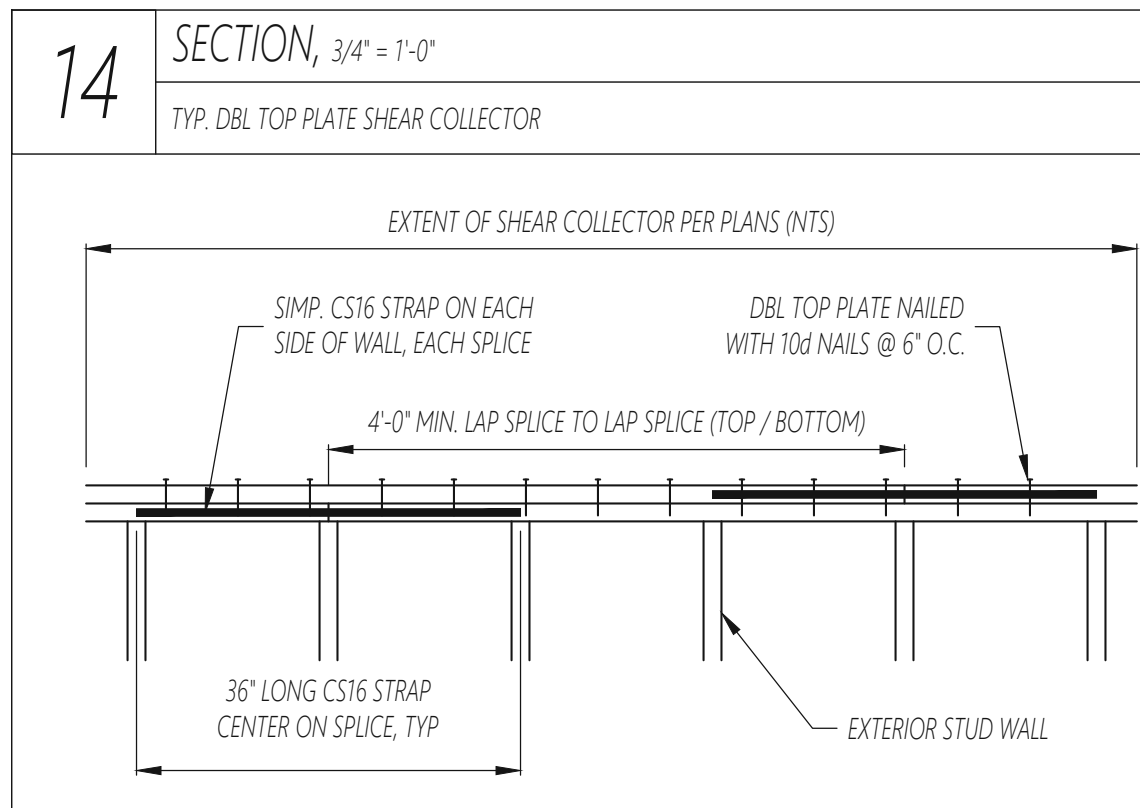 14
SECTION, 3/4" = 1'-0"
TYP. DBL TOP PLATE SHEAR COLLECTOR
EXTENT OF SHEAR COLLECTOR PER PLANS (NTS)
SIMP. CS16 STRAP ON EACH
SIDE OF WALL, EACH SPLICE
DBL TOP PLATE NAILED
WITH 10d NAILS @ 6" O.C.
4'-0" MIN. LAP SPLICE TO LAP SPLICE (TOP / BOTTOM)
36" LONG CS16 STRAP
CENTER ON SPLICE, TYP
EXTERIOR STUD WALL